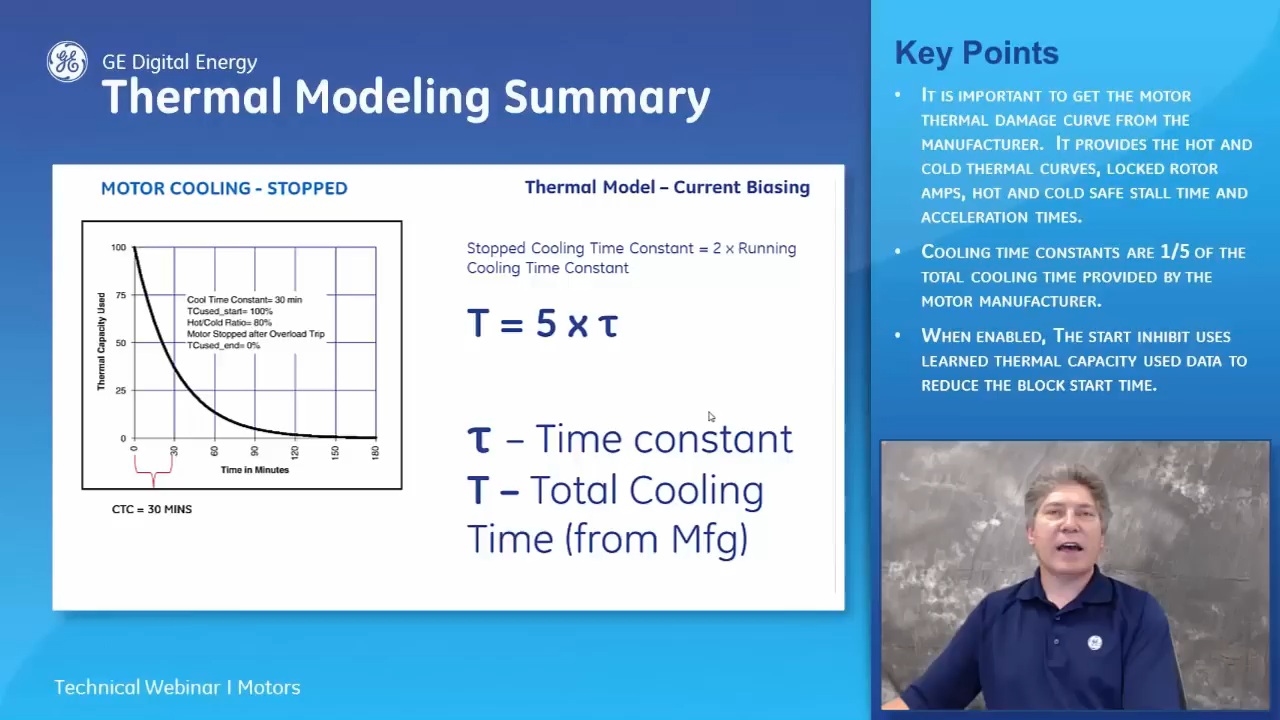 GE Digital Energy
Thermal Modeling Summary
MOTOR COOLING - STOPPED
100
75
50
25
0
Thermal Capacity Used
Cool Time Constant= 30 min
TCused_start= 100%
Hot/Cold Ratio= 80%
Motor Stopped after Overload Trip
TCused_end= 0%
0
30
60
90
120
150
180
Time in Minutes
CTC = 30 MINS
Thermal Model – Current Biasing
Stopped Cooling Time Constant = 2 x Running
Cooling Time Constant
T = 5 x τ
τ – Time constant
T – Total Cooling
Time (from Mfg)
Technical Webinar | Motors
Key Points
• IT IS IMPORTANT TO GET THE MOTOR
THERMAL DAMAGE CURVE FROM THE
MANUFACTURER. IT PROVIDES THE HOT AND
COLD THERMAL CURVES, LOCKED ROTOR
AMPS, HOT AND COLD SAFE STALL TIME AND
ACCELERATION TIMES.
• COOLING TIME CONSTANTS ARE 1/5 OF THE
TOTAL COOLING TIME PROVIDED BY THE
MOTOR MANUFACTURER.
• WHEN ENABLED, THE START INHIBIT USES
LEARNED THERMAL CAPACITY USED DATA TO
REDUCE THE BLOCK START TIME.